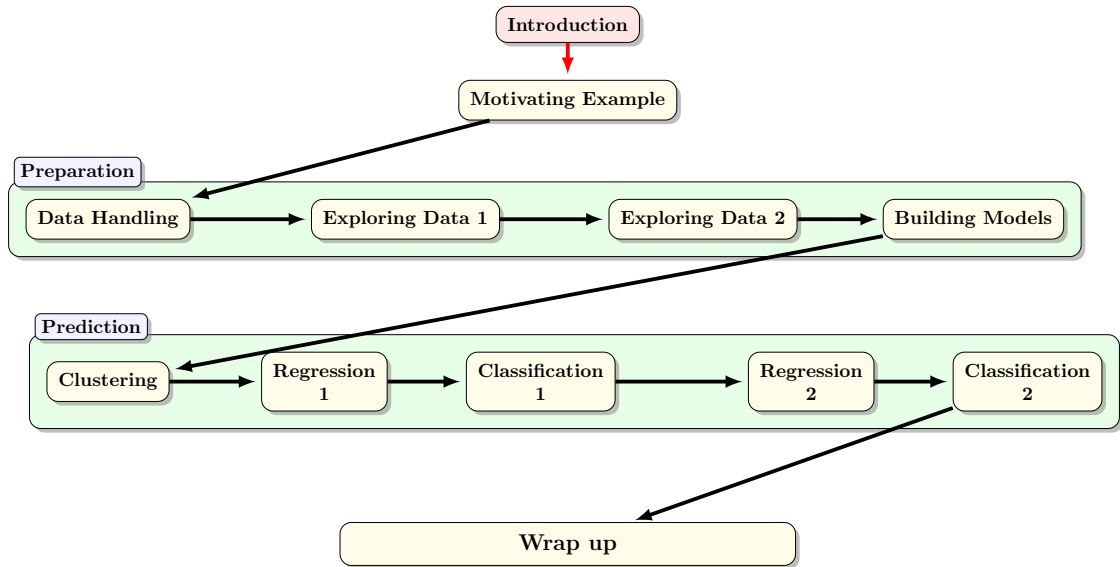 Introduction
Motivating Example
Preparation
Data Handling
Exploring Data 1
Exploring Data 2
Building Models
Prediction
Clustering
Regression
1
Classification
1
Regression
2
Classification
2
Wrap up